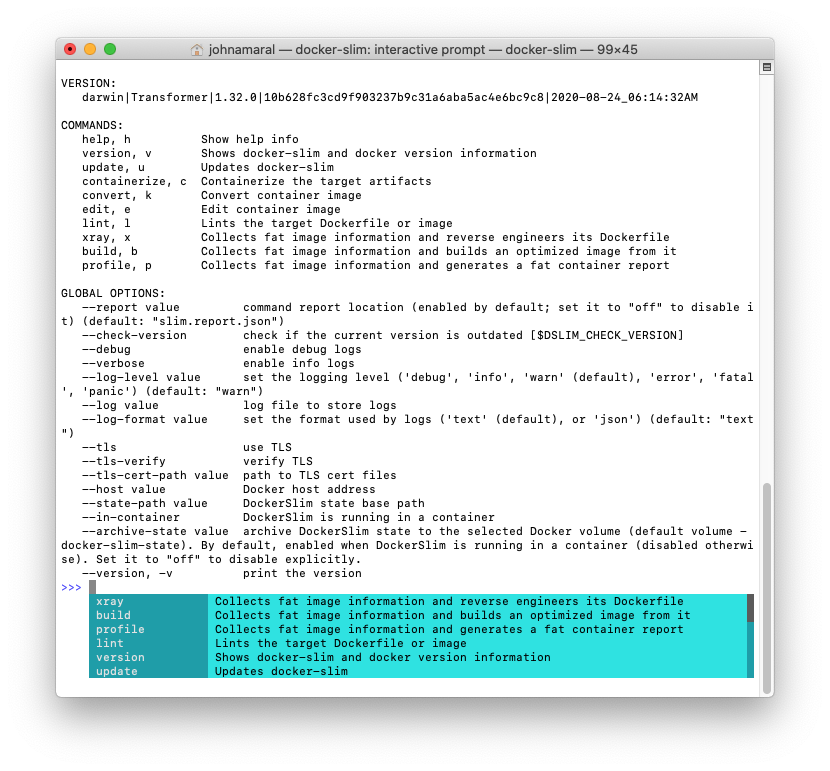 johnamaral — docker-slim: interactive prompt — docker-slim — 99×45
VERSION:
darwin|Transformer|1.32.0|10b628fc3cd9f903237b9c31a6aba5ac4e6bc9c8|2020-08-24_06:14:32AM
COMMANDS:
help, h          Show help info
version, v       Shows docker-slim and docker version information
update, u        Updates docker-slim
containerize, c  Containerize the target artifacts
convert, k       Convert container image
edit, e          Edit container image
lint, l          Lints the target Dockerfile or image
xray, x          Collects fat image information and reverse engineers its Dockerfile
build, b         Collects fat image information and builds an optimized image from it
profile, p       Collects fat image information and generates a fat container report
GLOBAL OPTIONS:
--report value         command report location (enabled by default; set it to "off" to disable i
t) (default: "slim.report.json")
--check-version        check if the current version is outdated [$DSLIM_CHECK_VERSION]
--debug                enable debug logs
--verbose              enable info logs
--log-level value      set the logging level ('debug', 'info', 'warn' (default), 'error', 'fatal
', 'panic') (default: "warn")
--log value            log file to store logs
--log-format value     set the format used by logs ('text' (default), or 'json') (default: "text
")
--tls                  use TLS
--tls-verify           verify TLS
--tls-cert-path value  path to TLS cert files
--host value           Docker host address
--state-path value     DockerSlim state base path
--in-container         DockerSlim is running in a container
--archive-state value  archive DockerSlim state to the selected Docker volume (default volume -
docker-slim-state). By default, enabled when DockerSlim is running in a container (disabled otherwi
se). Set it to "off" to disable explicitly.
--version, -v          print the version
>>>
xray             Collects fat image information and reverse engineers its Dockerfile
build            Collects fat image information and builds an optimized image from it
profile          Collects fat image information and generates a fat container report
lint             Lints the target Dockerfile or image
version          Shows docker-slim and docker version information
update           Updates docker-slim